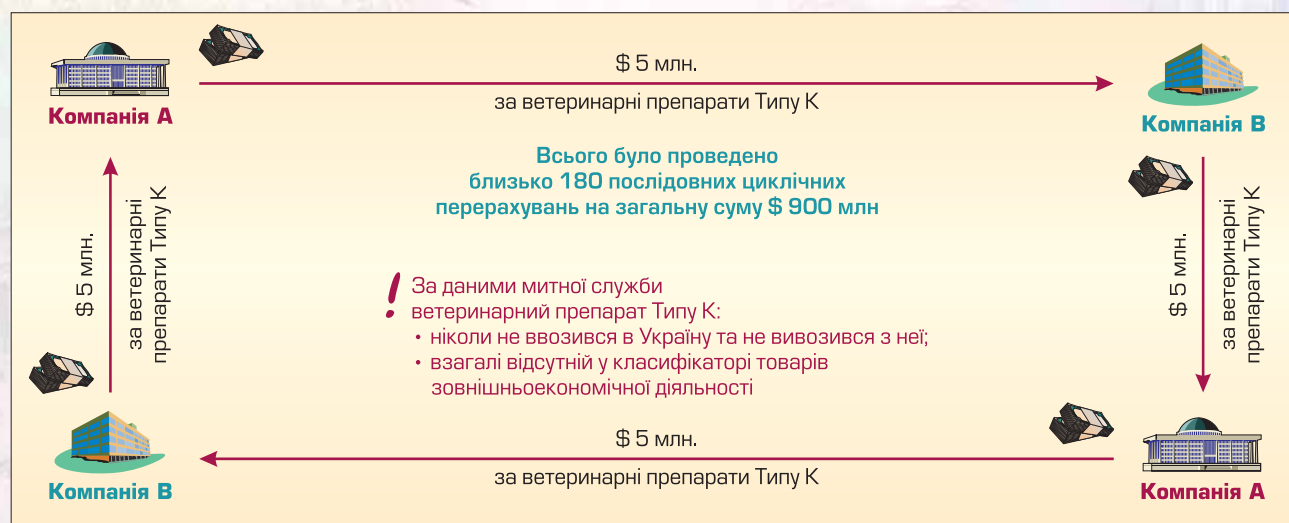 $ 5 млн.
за ветеринарні препарати Типу К
Компанія А
Компанія В
Всього було проведено
близько 180 послідовних циклічних
перерахувань на загальну суму $ 900 млн
$ 5 млн.
за ветеринарні
препарати Типу К
$ 5 млн.
за ветеринарні
препарати Типу К
! За даними митної служби
ветеринарний препарат Типу К:
• ніколи не ввозився в Україну та не вивозився з неї;
• взагалі відсутній у класифікаторі товарів
зовнішньоекономічної діяльності
$ 5 млн.
за ветеринарні препарати Типу К
Компанія В
Компанія А